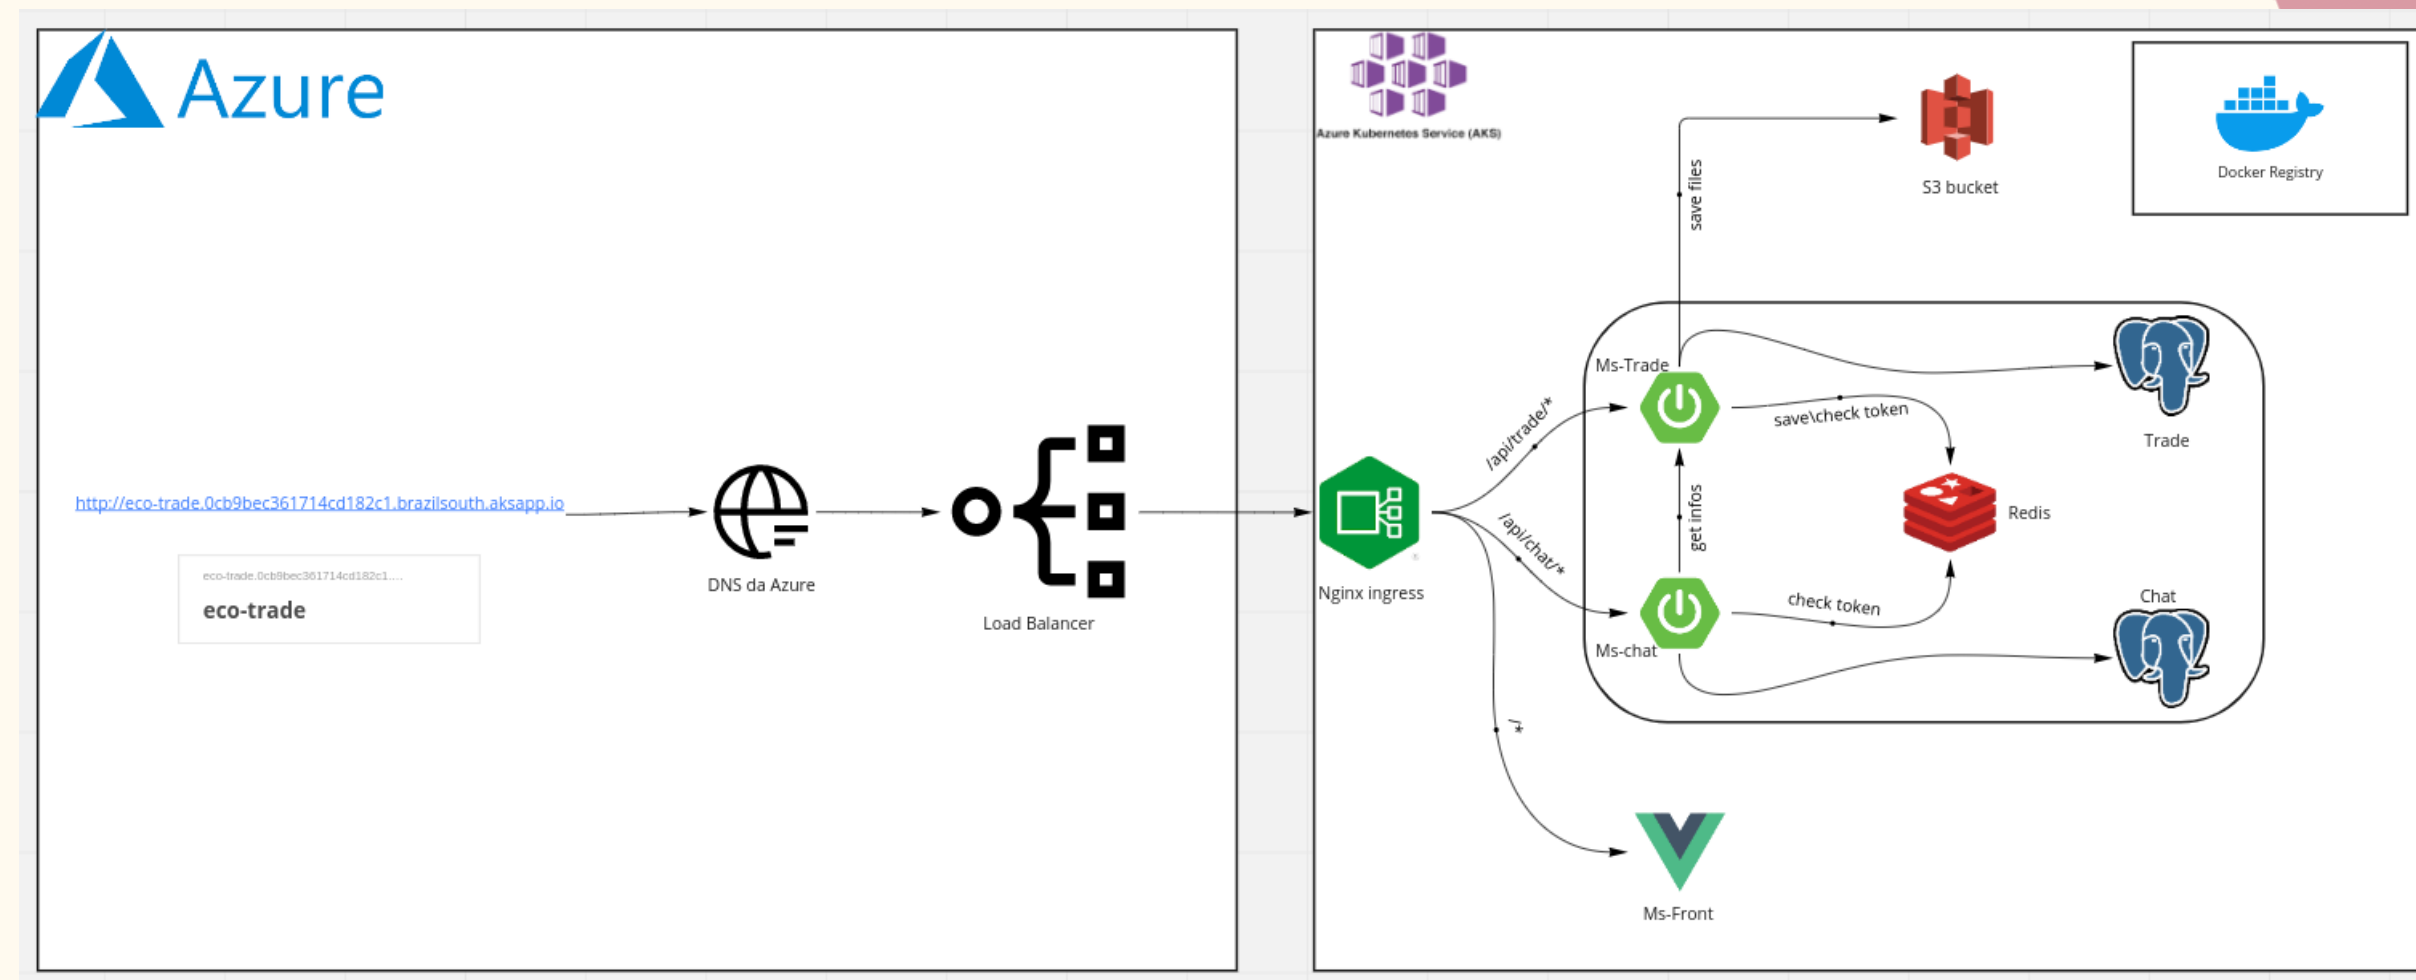 Azure
http://eco-trade.0cb9bec361714cd182c1.brazilsouth.aksapp.io
eco-trade.0cb9bec361714cd182c1....
eco-trade
DNS da Azure
Load Balancer
Azure Kubernetes Service (AKS)
Nginx ingress
/api/trade/*
/api/chat/*
/*
save files
S3 bucket
Docker Registry
Ms-Trade
save\check token
Trade
get infos
Redis
Ms-chat
check token
Chat
Ms-Front